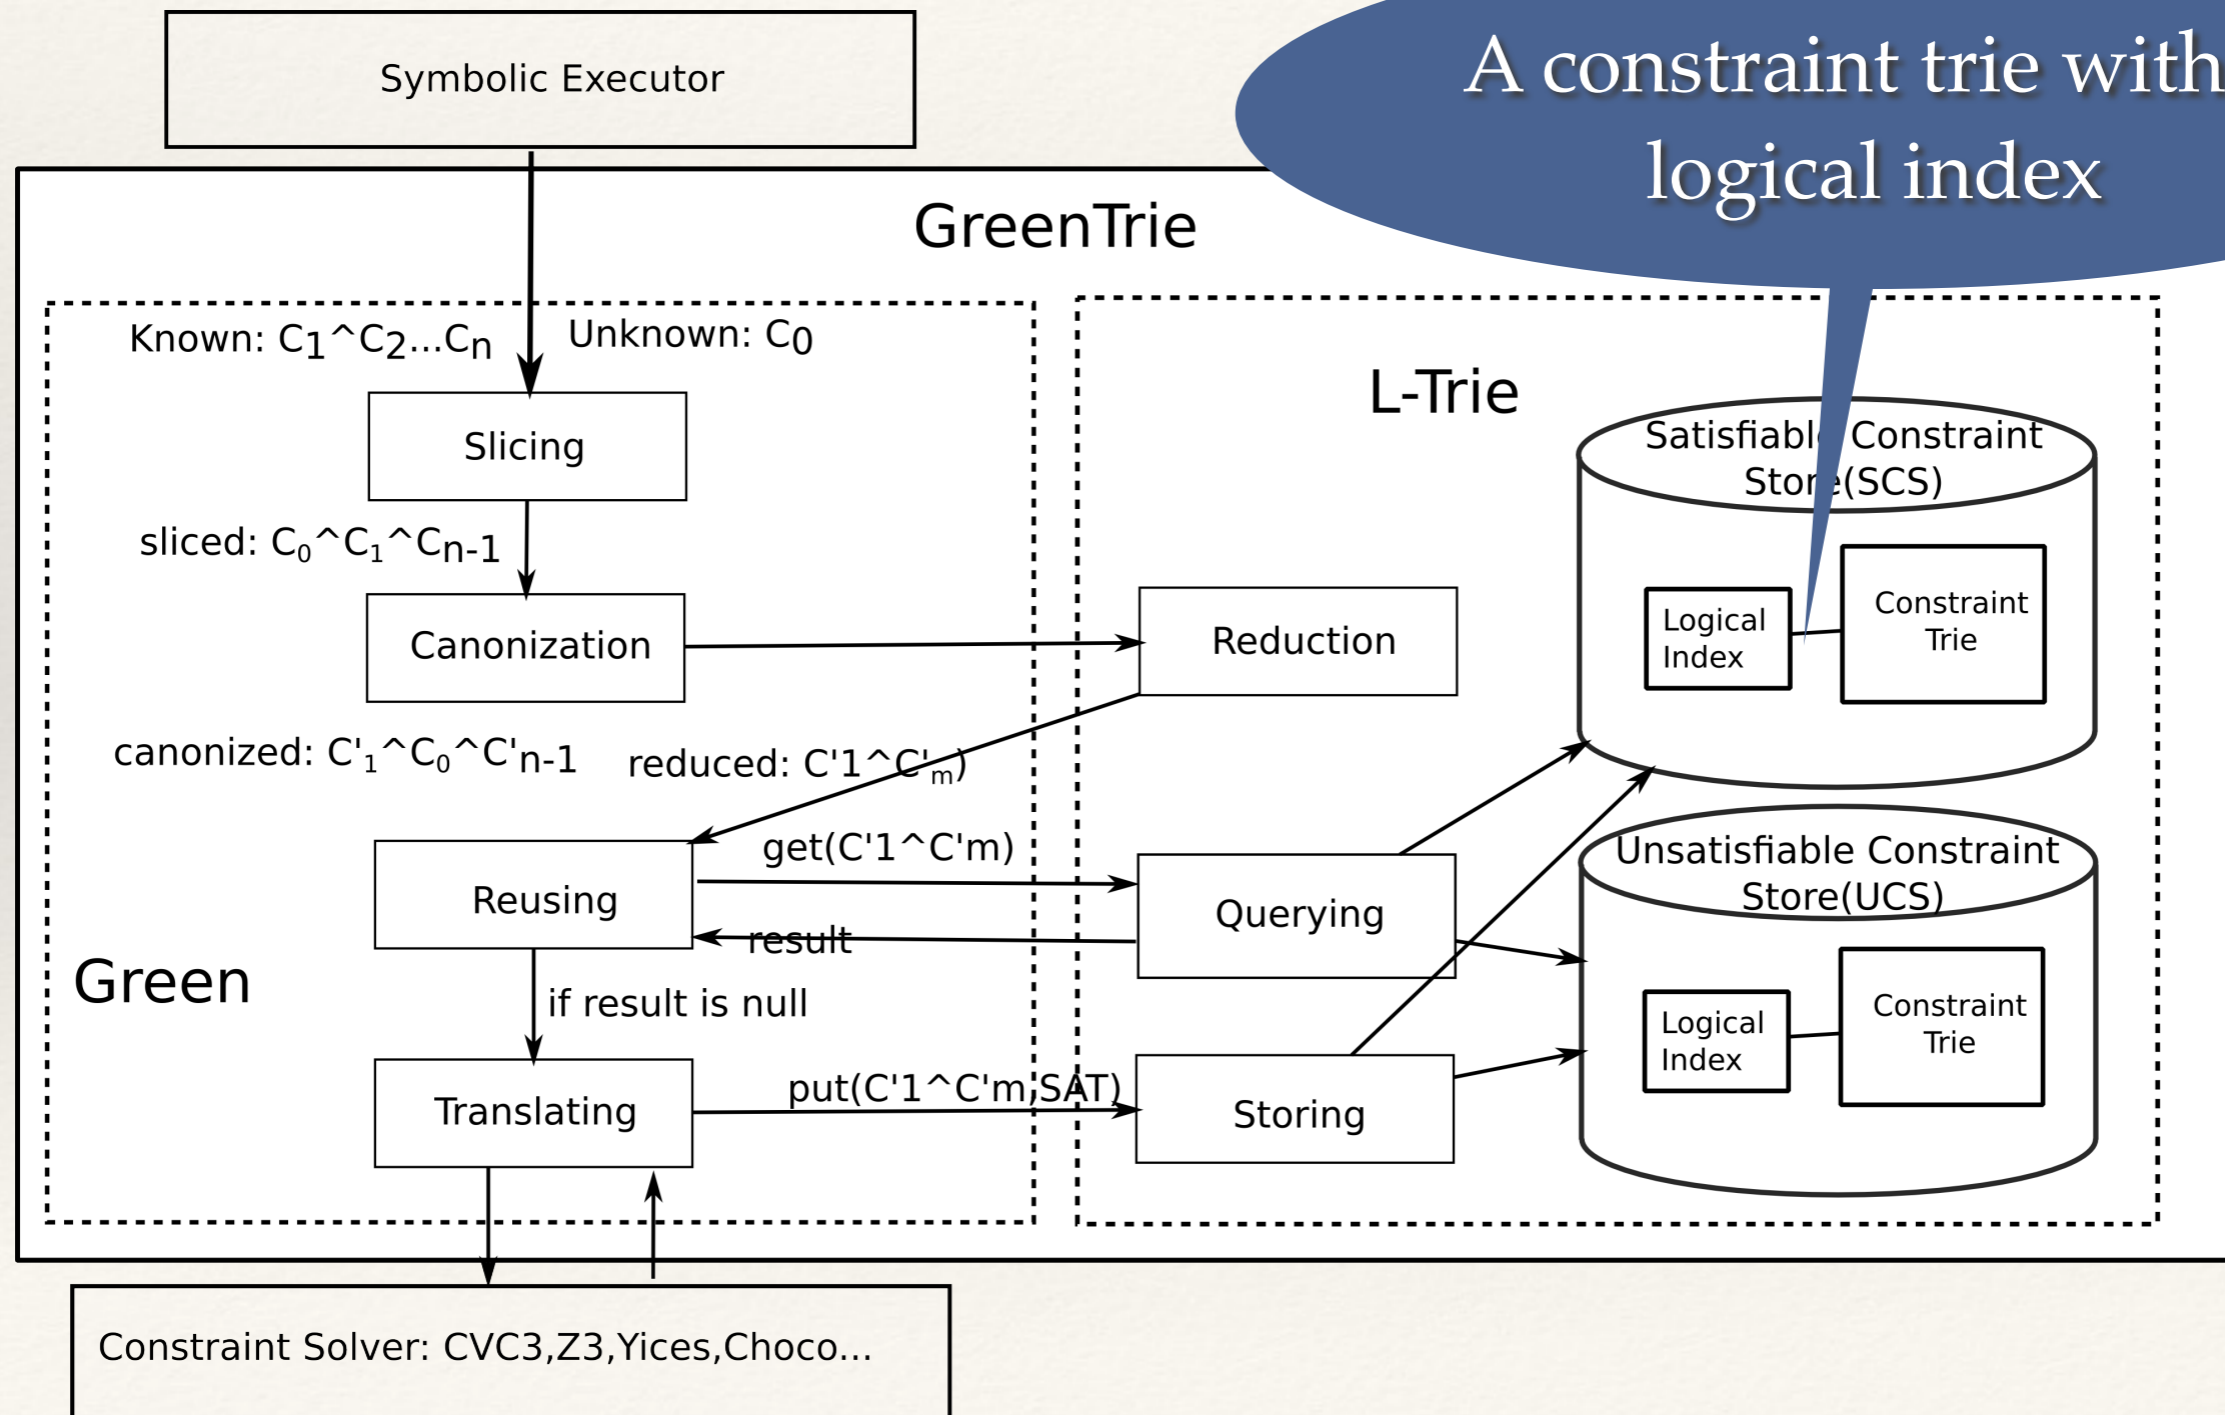 Symbolic Executor
A constraint trie with
logical index
GreenTrie
Known: C1^C2...Cn
Unknown: C0
Slicing
sliced: C0^C1^Cn-1
Canonization
canonized: C'1^C0^C'n-1
reduced: C'1^C'm)
Reusing
get(C'1^C'm)
result
Green
if result is null
Translating
put(C'1^C'm,SAT)
L-Trie
Reduction
Querying
Storing
Satisfiable Constraint
Store(SCS)
Logical
Index
Constraint
Trie
Unsatisfiable Constraint
Store(UCS)
Logical
Index
Constraint
Trie
Constraint Solver: CVC3,Z3,Yices,Choco...